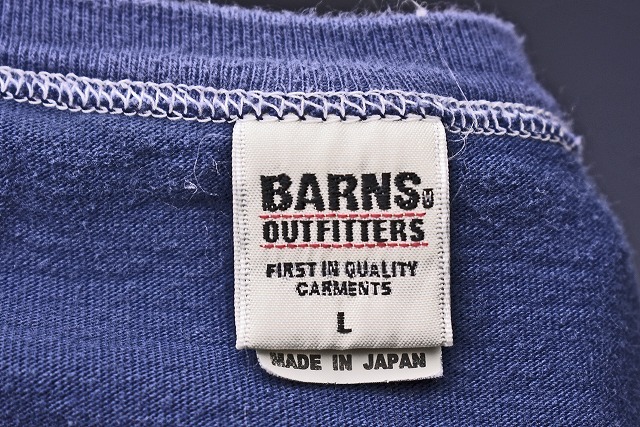 BARNS
OUTFITTERS
FIRST IN QUALITY
GARMENTS
L
MADE IN JAPAN